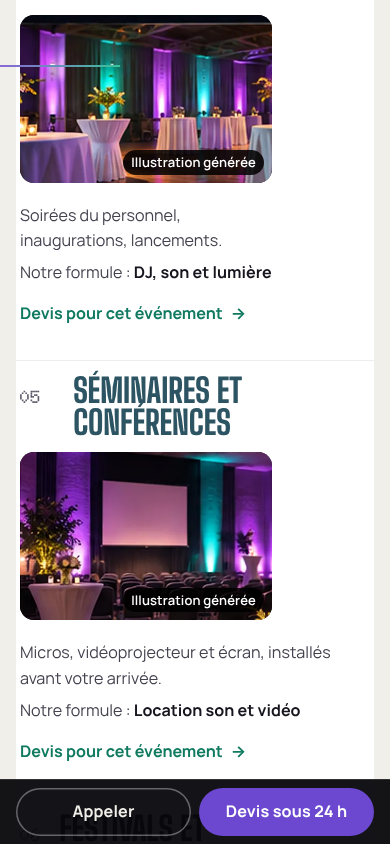 Illustration générée
Soirées du personnel,
inaugurations, lancements.
Notre formule : DJ, son et lumière
Devis pour cet événement →
05
SÉMINAIRES ET
CONFÉRENCES
Illustration générée
Micros, vidéoprojecteur et écran, installés
avant votre arrivée.
Notre formule : Location son et vidéo
Devis pour cet événement →
FESTIVALS ET
Appeler
Devis sous 24 h